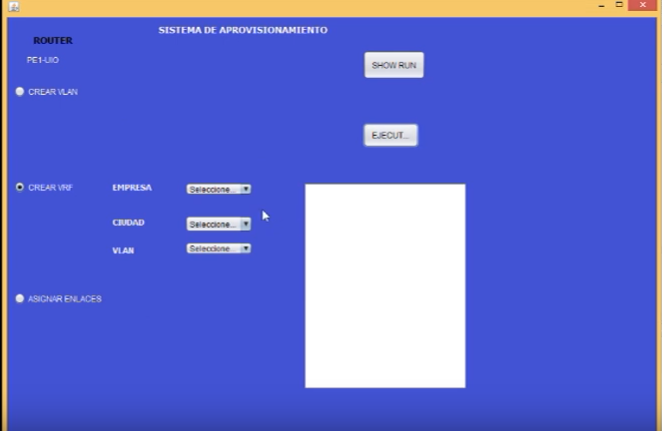 SISTEMA DE APROVISIONAMIENTO
ROUTER
PE1-UIO
SHOW RUN
CREAR VLAN
EJECUT...
CREAR VRF
EMPRESA
Seleccione...
CIUDAD
Seleccione...
VLAN
Seleccione...
ASIGNAR ENLACES